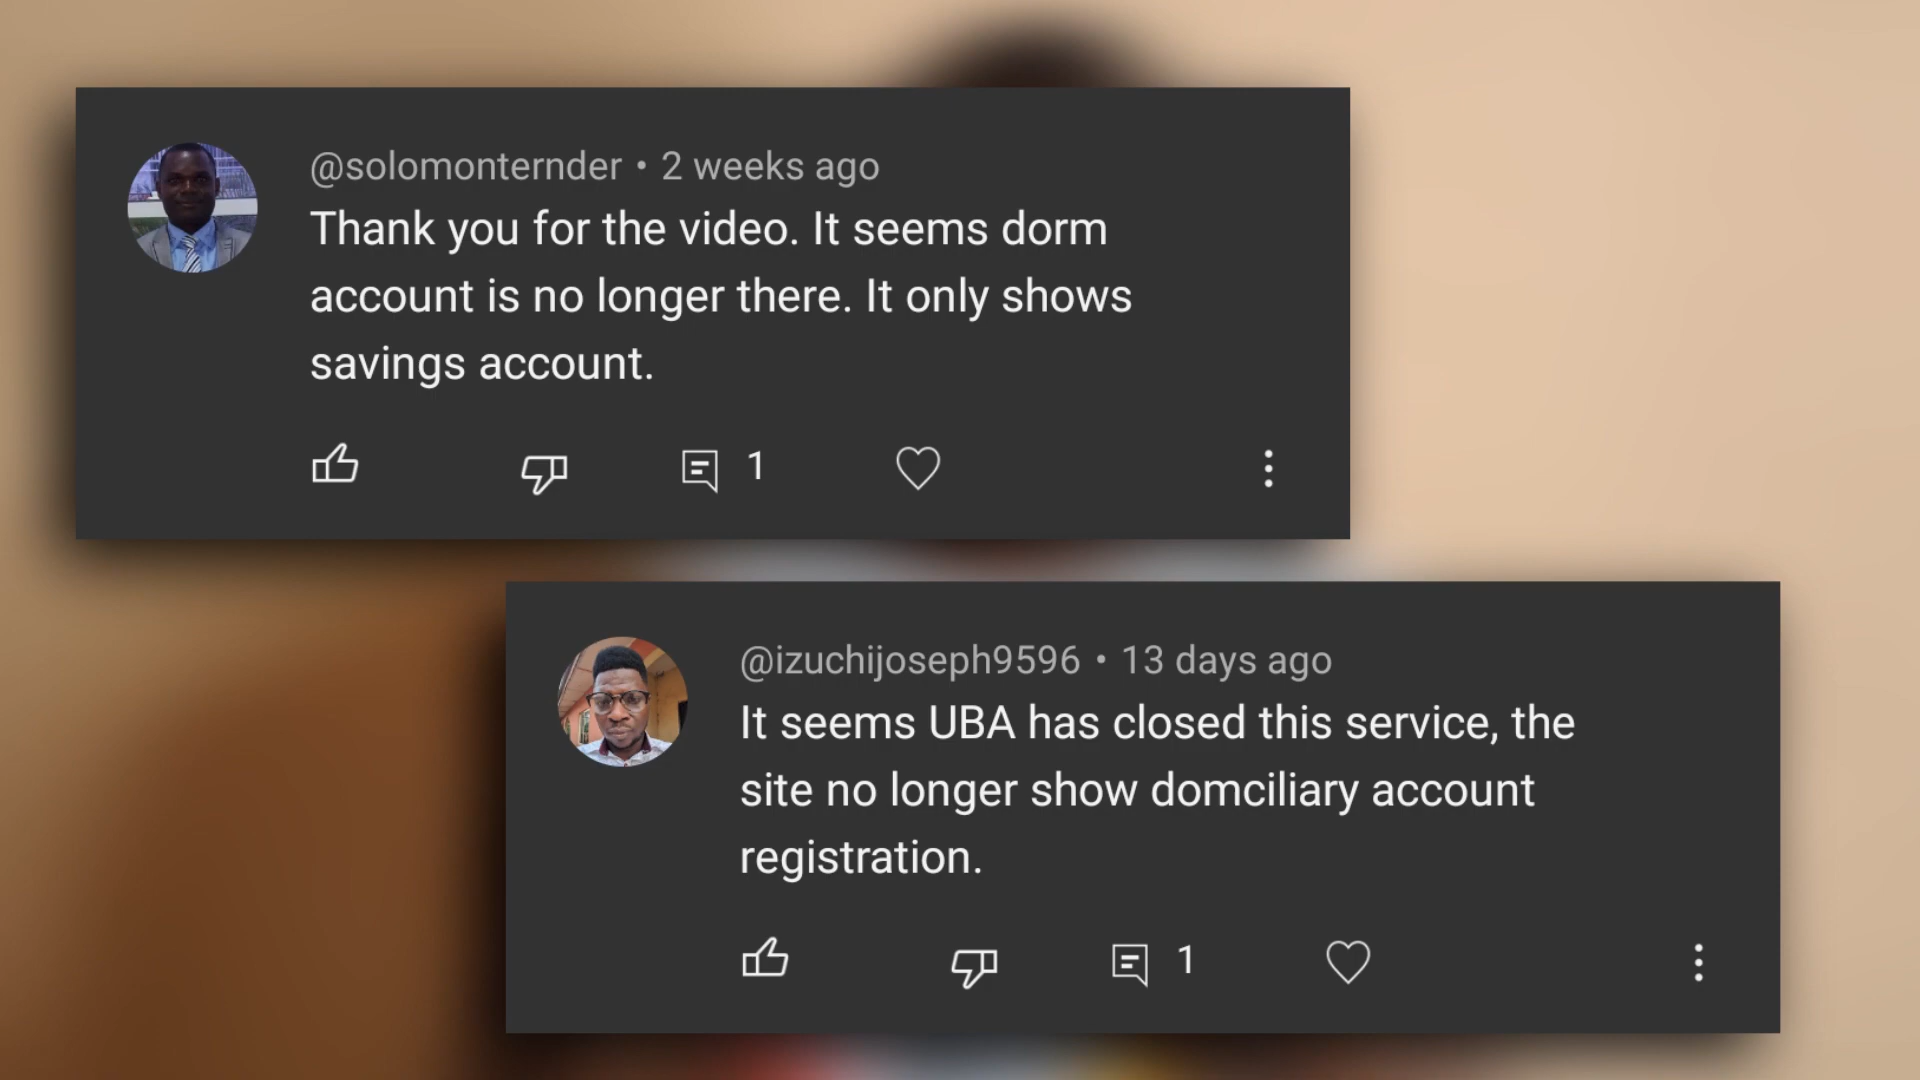 @solomonternder • 2 weeks ago
Thank you for the video. It seems dorm
account is no longer there. It only shows
savings account.
1
@izuchijoseph9596 • 13 days ago
It seems UBA has closed this service, the
site no longer show domciliary account
registration.
1